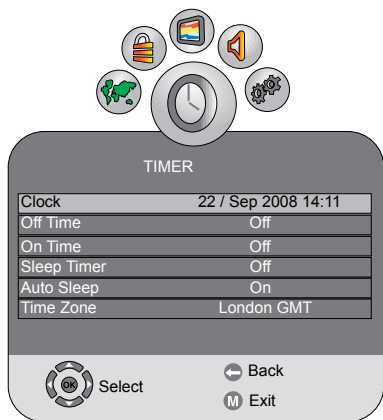 TIMER
Clock 22 / Sep 2008 14:11
Off Time Off
On Time Off
Sleep Timer Off
Auto Sleep On
Time Zone London GMT
OK Select
Back
M Exit